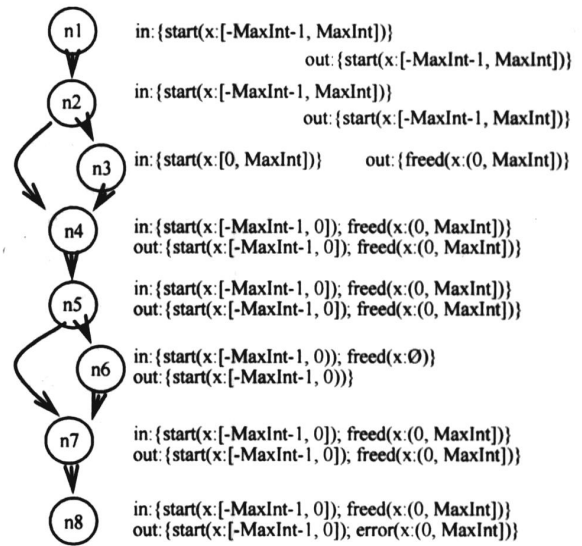 n1 in:{start(x:[-MaxInt-1, MaxInt])}
out:{start(x:[-MaxInt-1, MaxInt])}
n2 in:{start(x:[-MaxInt-1, MaxInt])}
out:{start(x:[-MaxInt-1, MaxInt])}
n3 in:{start(x:[0, MaxInt])} out:{freed(x:(0, MaxInt])}
n4 in:{start(x:[-MaxInt-1, 0]); freed(x:(0, MaxInt])}
out:{start(x:[-MaxInt-1, 0]); freed(x:(0, MaxInt])}
n5 in:{start(x:[-MaxInt-1, 0]); freed(x:(0, MaxInt])}
out:{start(x:[-MaxInt-1, 0]); freed(x:(0, MaxInt])}
n6 in:{start(x:[-MaxInt-1, 0)); freed(x:Ø)}
out:{start(x:[-MaxInt-1, 0))}
n7 in:{start(x:[-MaxInt-1, 0]); freed(x:(0, MaxInt])}
out:{start(x:[-MaxInt-1, 0]); freed(x:(0, MaxInt])}
n8 in:{start(x:[-MaxInt-1, 0]); freed(x:(0, MaxInt])}
out:{start(x:[-MaxInt-1, 0]); error(x:(0, MaxInt])}